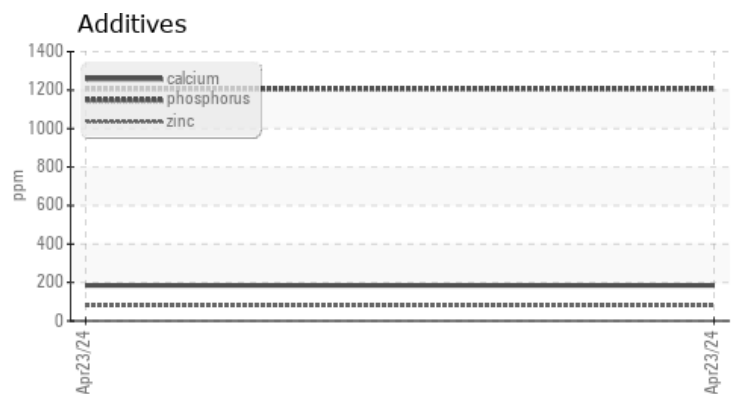 Additives
1400
1200
1000
800
600
400
200
0
ppm
calcium
phosphorus
zinc
Apr23/24
Apr23/24